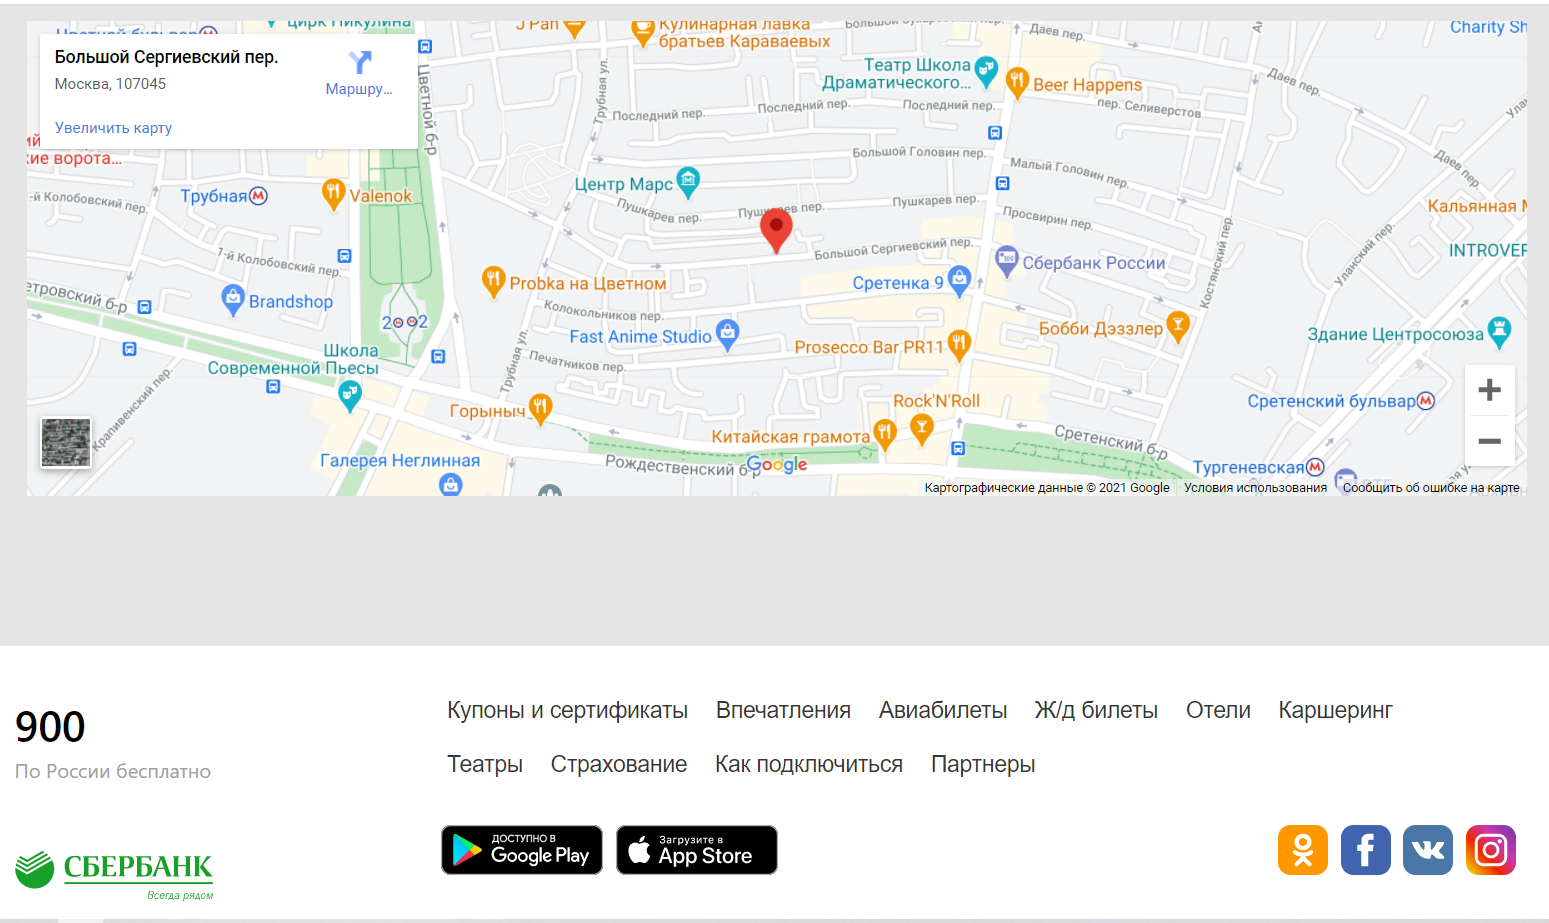 цирк Никулина
J'Pan
Кулинарная лавка
братьев Караваевых
Charity Sh
Большой Сергиевский пер.
Москва, 107045
Маршру...
Увеличить карту
Цветной б-р
Трубная ул.
Даев пер.
Даев пер.
Театр Школа
Драматического...
Beer Happens
пер. Селиверстов
Последний пер.
Последний пер.
Последний пер.
кие ворота...
Большой Головин пер.
Малый Головин пер.
Даев пер.
Центр Марс
Трубная
Valenok
-й Колобовский пер.
Пушкарев пер.
Пушкарев пер.
Пушкарев пер.
Просвирин пер.
Кальянная
1-й Колобовский пер.
Большой Сергиевский пер.
Сбербанк России
Костянский пер.
Уланский пер.
INTROVER
Probka на Цветном
Сретенка 9
етровский б-р
Brandshop
Колокольников пер.
2 2
Fast Anime Studio
Бобби Дэззлер
Здание Центросоюза
Школа
Современной Пьесы
Трубная ул.
Печатников пер.
Prosecco Bar PR11
Крапивенский пер.
Горыныч
Rock'N'Roll
Сретенский бульвар
Китайская грамота
Сретенский б-р
Галерея Неглинная
Рождественский б-р
Google
Тургеневская
Картографические данные © 2021 Google Условия использования Сообщить об ошибке на карте
900
По России бесплатно
Купоны и сертификаты Впечатления Авиабилеты Ж/д билеты Отели Каршеринг
Театры Страхование Как подключиться Партнеры
ДОСТУПНО В
Google Play
Загрузите в
App Store
СБЕРБАНК
Всегда рядом